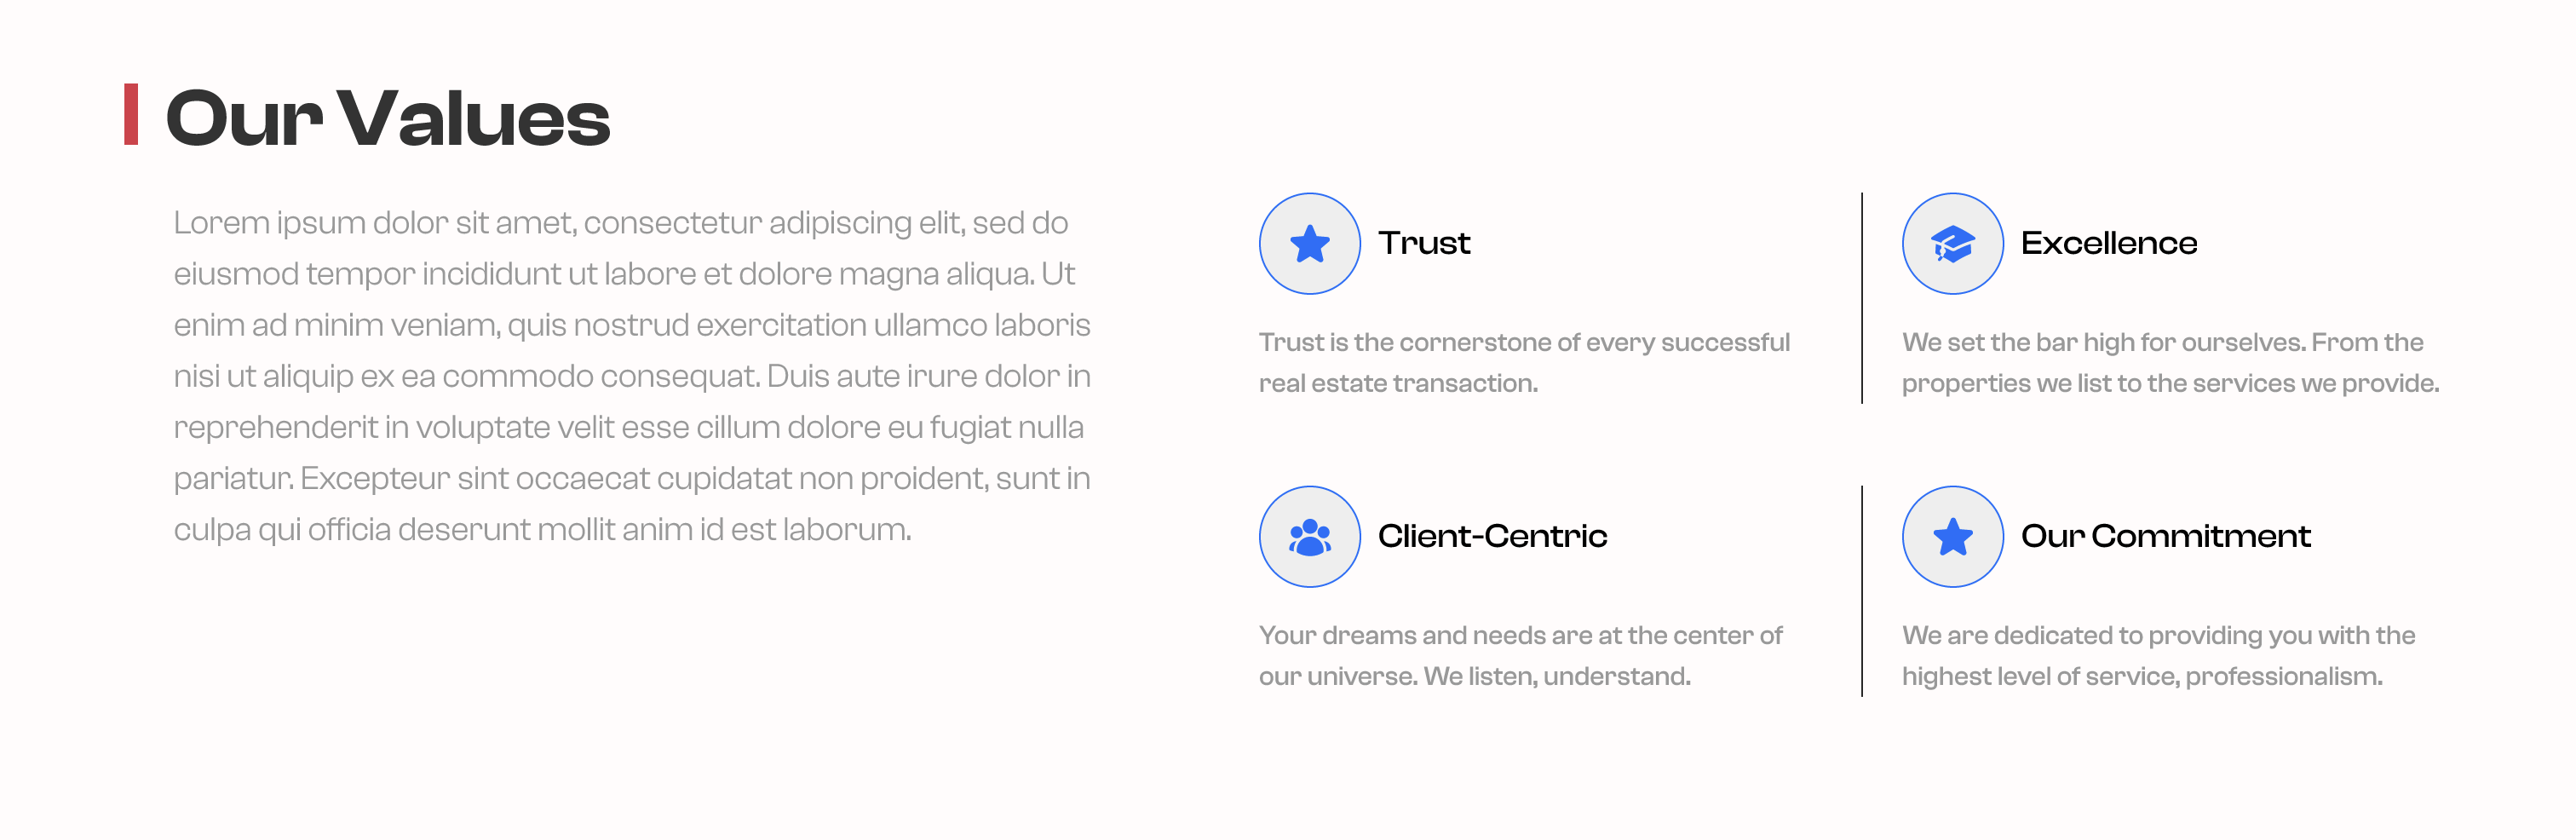 Our Values
Lorem ipsum dolor sit amet, consectetur adipiscing elit, sed do
eiusmod tempor incididunt ut labore et dolore magna aliqua. Ut
enim ad minim veniam, quis nostrud exercitation ullamco laboris
nisi ut aliquip ex ea commodo consequat. Duis aute irure dolor in
reprehenderit in voluptate velit esse cillum dolore eu fugiat nulla
pariatur. Excepteur sint occaecat cupidatat non proident, sunt in
culpa qui officia deserunt mollit anim id est laborum.
Trust
Trust is the cornerstone of every successful
real estate transaction.
Excellence
We set the bar high for ourselves. From the
properties we list to the services we provide.
Client-Centric
Your dreams and needs are at the center of
our universe. We listen, understand.
Our Commitment
We are dedicated to providing you with the
highest level of service, professionalism.